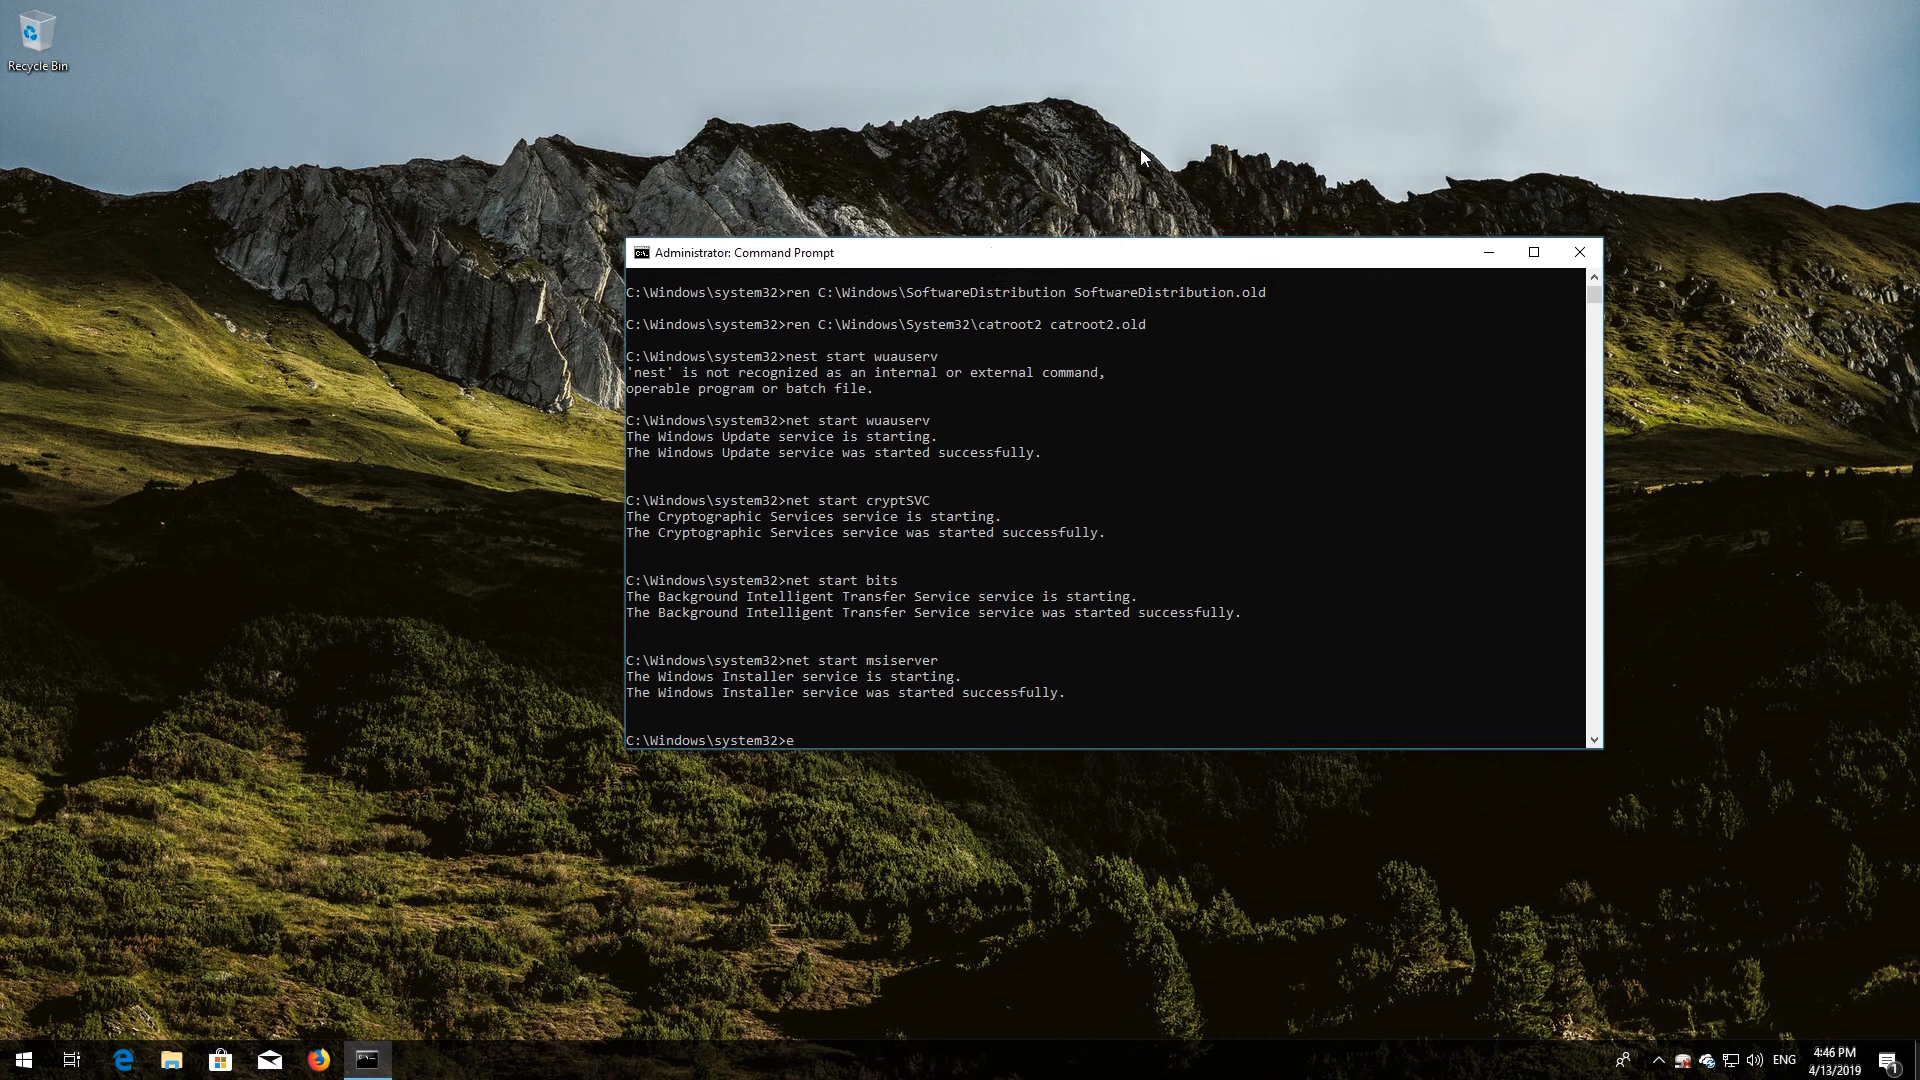 Recycle Bin
Administrator: Command Prompt
C:\Windows\system32>ren C:\Windows\SoftwareDistribution SoftwareDistribution.old
C:\Windows\system32>ren C:\Windows\System32\catroot2 catroot2.old
C:\Windows\system32>nest start wuauserv
'nest' is not recognized as an internal or external command,
operable program or batch file.
C:\Windows\system32>net start wuauserv
The Windows Update service is starting.
The Windows Update service was started successfully.
C:\Windows\system32>net start cryptSVC
The Cryptographic Services service is starting.
The Cryptographic Services service was started successfully.
C:\Windows\system32>net start bits
The Background Intelligent Transfer Service service is starting.
The Background Intelligent Transfer Service service was started successfully.
C:\Windows\system32>net start msiserver
The Windows Installer service is starting.
The Windows Installer service was started successfully.
C:\Windows\system32>e
ENG
4:46 PM
4/13/2019
1